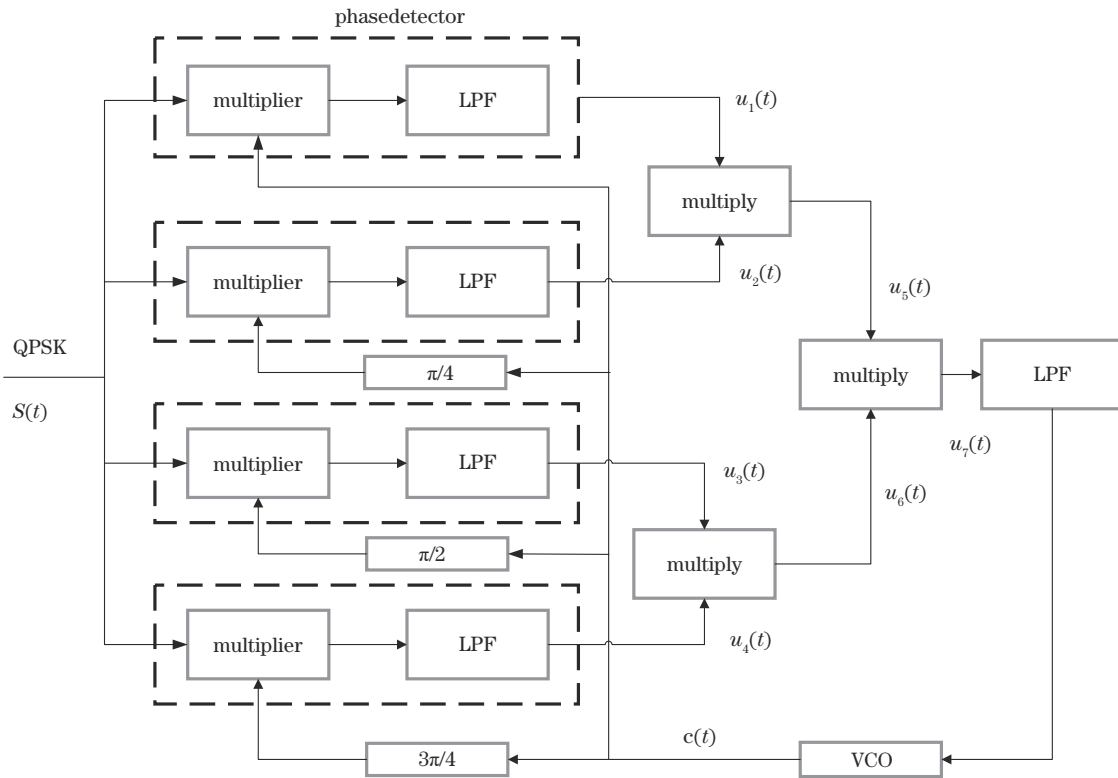 phasedetector
multiplier
LPF
u₁(t)
multiply
multiplier
LPF
u₂(t)
u₅(t)
QPSK
π/4
multiply
LPF
S(t)
multiplier
LPF
u₃(t)
u₇(t)
u₆(t)
π/2
multiply
multiplier
LPF
u₄(t)
c(t)
3π/4
VCO